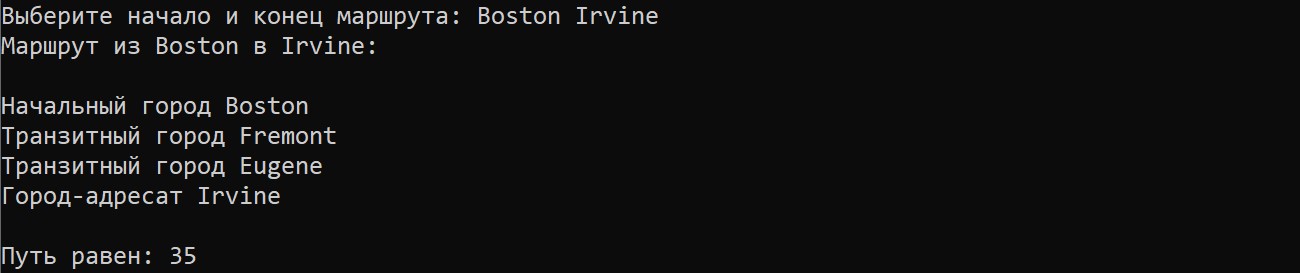 Выберите начало и конец маршрута: Boston Irvine
Маршрут из Boston в Irvine:
Начальный город Boston
Транзитный город Fremont
Транзитный город Eugene
Город-адресат Irvine
Путь равен: 35